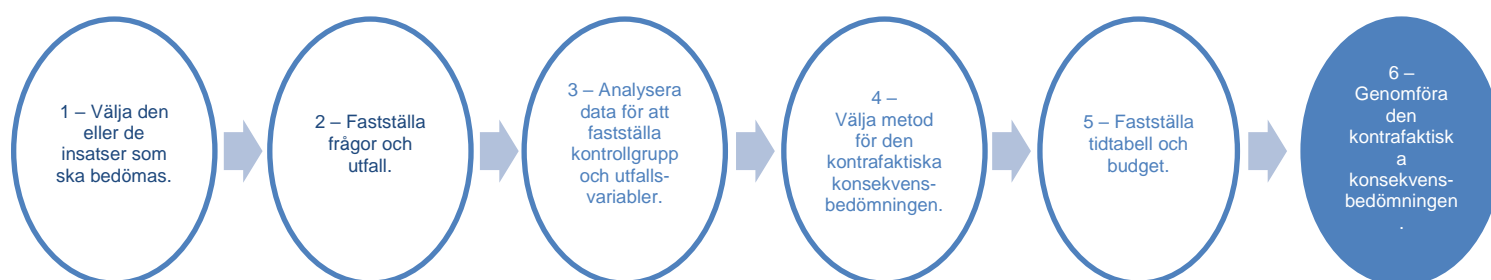 1 – Välja den
eller de
insatser som
ska bedömas.
2 – Fastställa
frågor och
utfall.
3 – Analysera
data för att
fastställa
kontrollgrupp
och utfalls-
variabler.
4 –
Välja metod
för den
kontrafaktiska
konsekvens-
bedömningen.
5 – Fastställa
tidtabell och
budget.
6 –
Genomföra
den
kontrafaktisk
a
konsekvens-
bedömningen
.